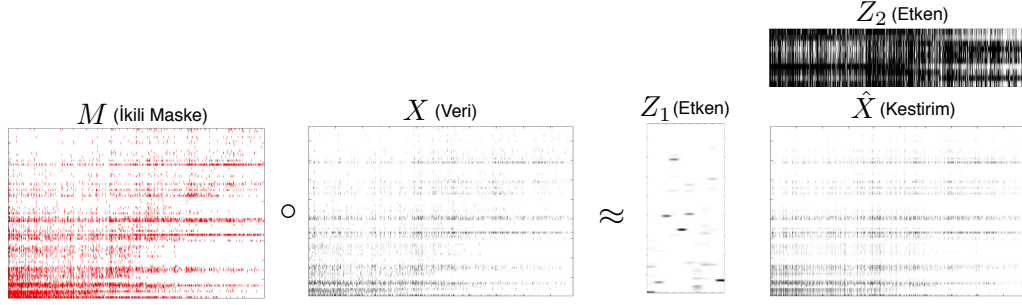 Z₂ (Etken)
M (İkili Maske)
X (Veri)
Z₁ (Etken)
X̂ (Kestirim)
∘
≈